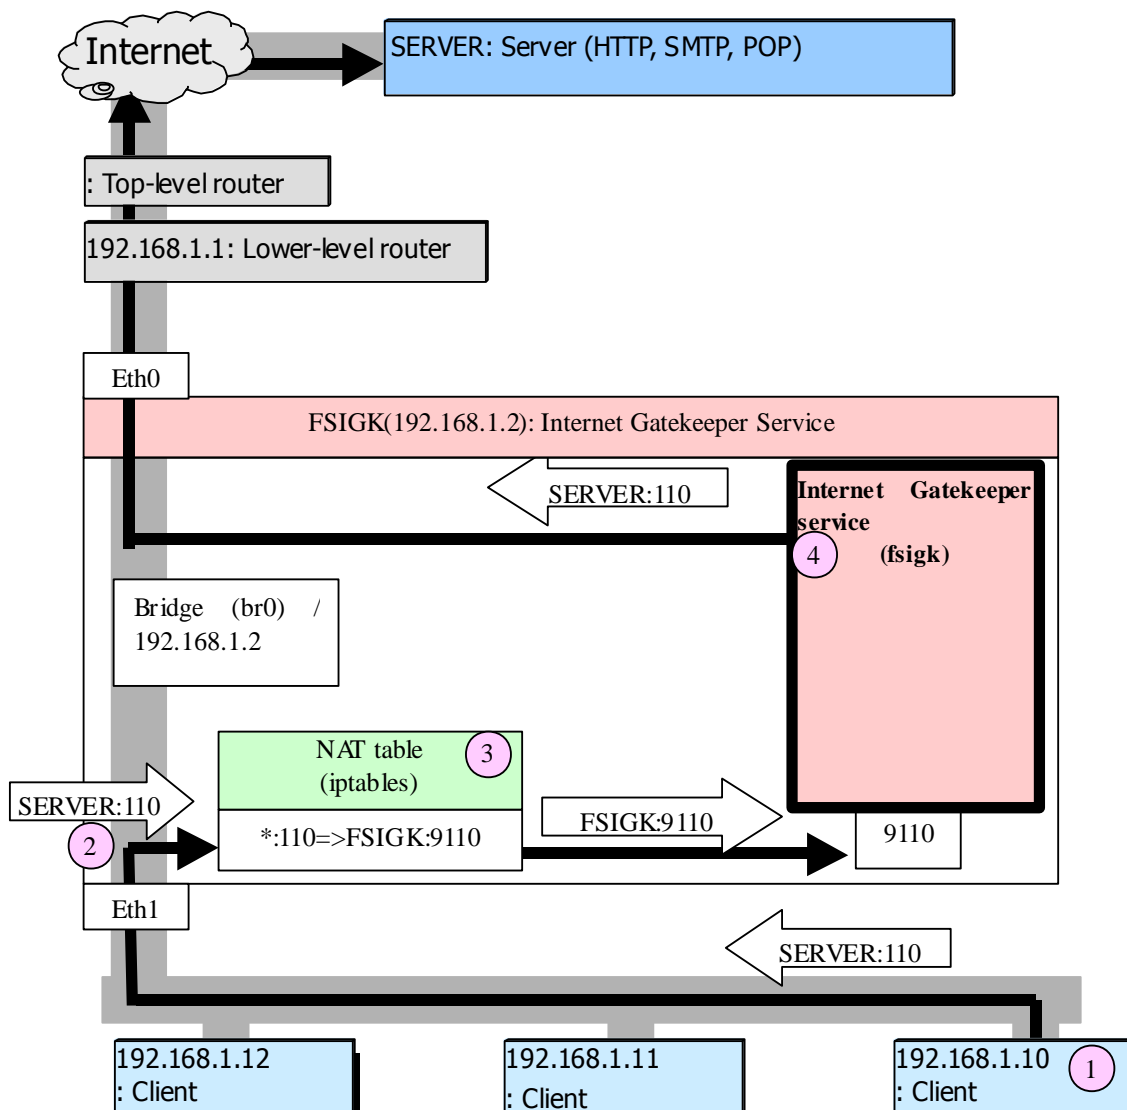 Internet
SERVER: Server (HTTP, SMTP, POP)
: Top-level router
192.168.1.1: Lower-level router
Eth0
FSIGK(192.168.1.2): Internet Gatekeeper Service
SERVER:110
Internet Gatekeeper
service
(fsigk)
4
Bridge (br0) /
192.168.1.2
NAT table
(iptables)
3
SERVER:110
2
*:110=>FSIGK:9110
FSIGK:9110
9110
Eth1
SERVER:110
192.168.1.12
: Client
192.168.1.11
: Client
192.168.1.10
: Client
1